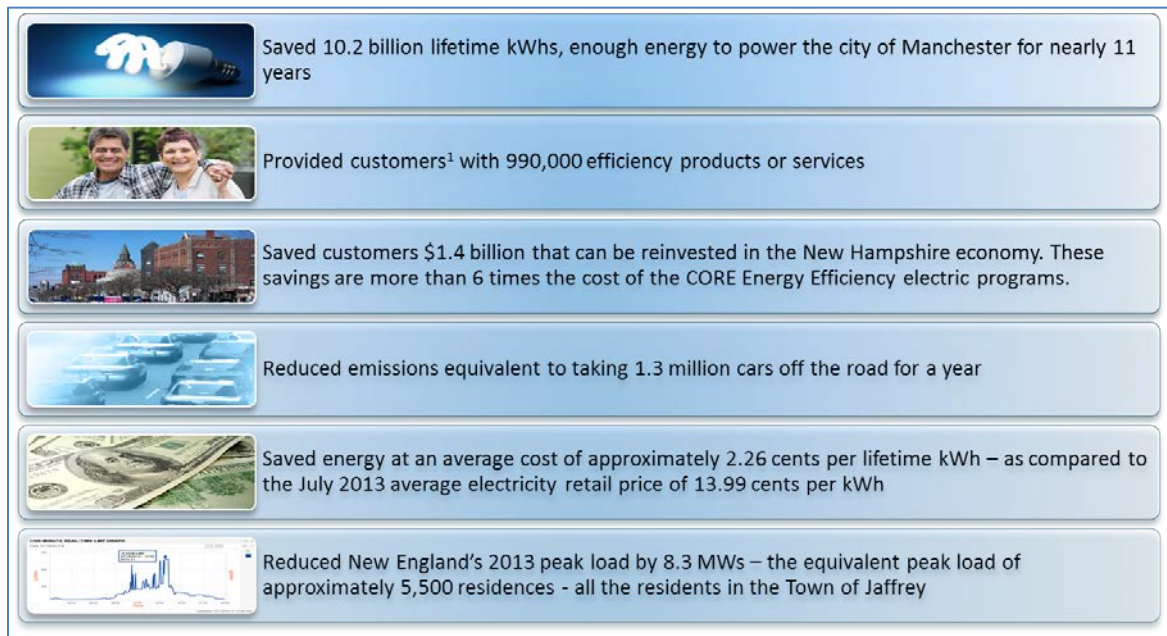 Saved 10.2 billion lifetime kWhs, enough energy to power the city of Manchester for nearly 11
years
Provided customers¹ with 990,000 efficiency products or services
Saved customers $1.4 billion that can be reinvested in the New Hampshire economy. These
savings are more than 6 times the cost of the CORE Energy Efficiency electric programs.
Reduced emissions equivalent to taking 1.3 million cars off the road for a year
Saved energy at an average cost of approximately 2.26 cents per lifetime kWh – as compared to
the July 2013 average electricity retail price of 13.99 cents per kWh
Reduced New England’s 2013 peak load by 8.3 MWs – the equivalent peak load of
approximately 5,500 residences - all the residents in the Town of Jaffrey